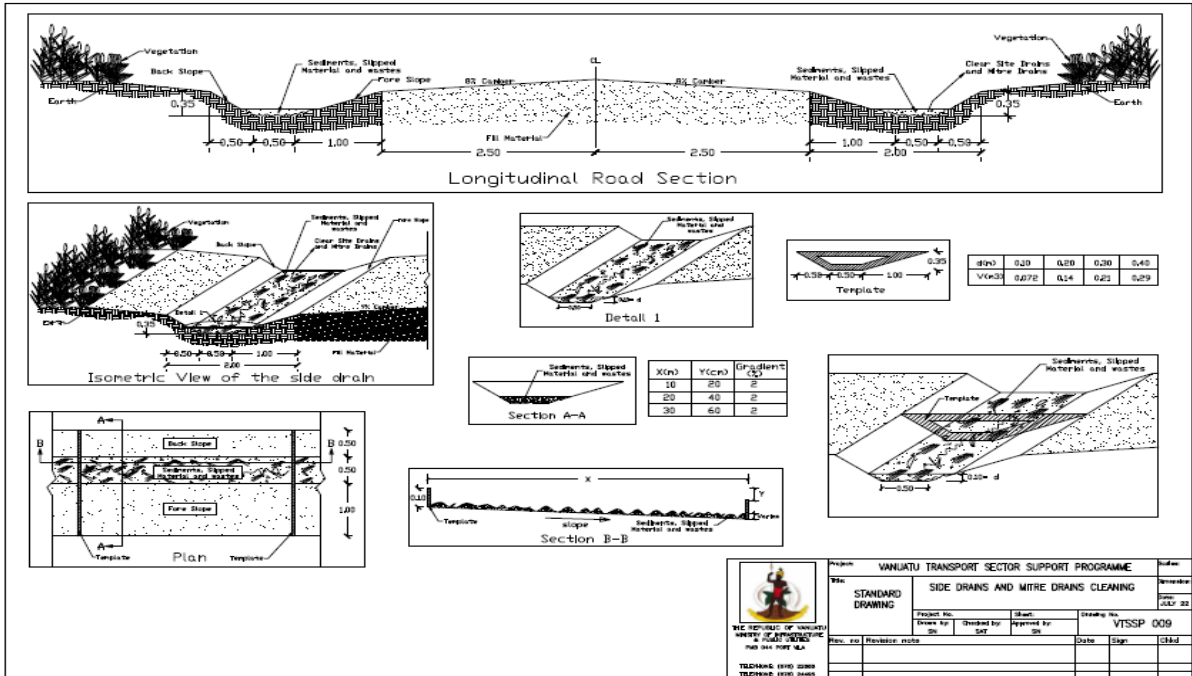 Vegetation
Back Slope
Sediments, Slipped
Material and wastes
Fore Slope
8% Camber
CL
8% Camber
Sediments, Slipped
Material and wastes
Vegetation
Clear Site Drains
and Mitre Drains
Earth
0.35
Fill Material
0.35
Earth
0.50
0.50
1.00
2.50
2.50
1.00
0.50
0.50
2.00
Longitudinal Road Section
Vegetation
Sediments, Slipped
Material and
wastes
Fore Slope
Back Slope
Clear Site Drains
and Mitre Drains
Detail 1
Earth
0.35
Fill Material
0.50
0.50
1.00
2.00
Isometric View of the side drain
Sediments, Slipped
Material and
wastes
0.50
0.10= d
Detail 1
0.35
0.50
0.50
1.00
Template
d(m) 0.10 0.20 0.30 0.40
V(m3) 0.072 0.14 0.21 0.29
Sediments, Slipped
Material and wastes
Section A-A
X(m) Y(cm) Gradient (%)
10 20 2
20 40 2
30 60 2
Sediments, Slipped
Material and wastes
Template
0.50
0.10= d
A
B
Back Slope
0.50
B
Sediments, Slipped
Material and wastes
0.50
Fore Slope
1.00
A
Template
Plan
Template
X
0.10
Y
Template
slope
Sediments, Slipped
Material and wastes
Varies
Section B-B
THE REPUBLIC OF VANUATU
MINISTRY OF INFRASTRUCTURE
& PUBLIC UTILITIES
PMB 044 PORT VILA
Project: VANUATU TRANSPORT SECTOR SUPPORT PROGRAMME
Title: STANDARD
DRAWING
SIDE DRAINS AND MITRE DRAINS CLEANING
Date:
JULY 22
Project No. Sheet: Drawing No.
Drawn by: SN
Checked by: SAT
Approved by: SN
VTSSP 009
Rev. no Revision note Date Sign Chkd